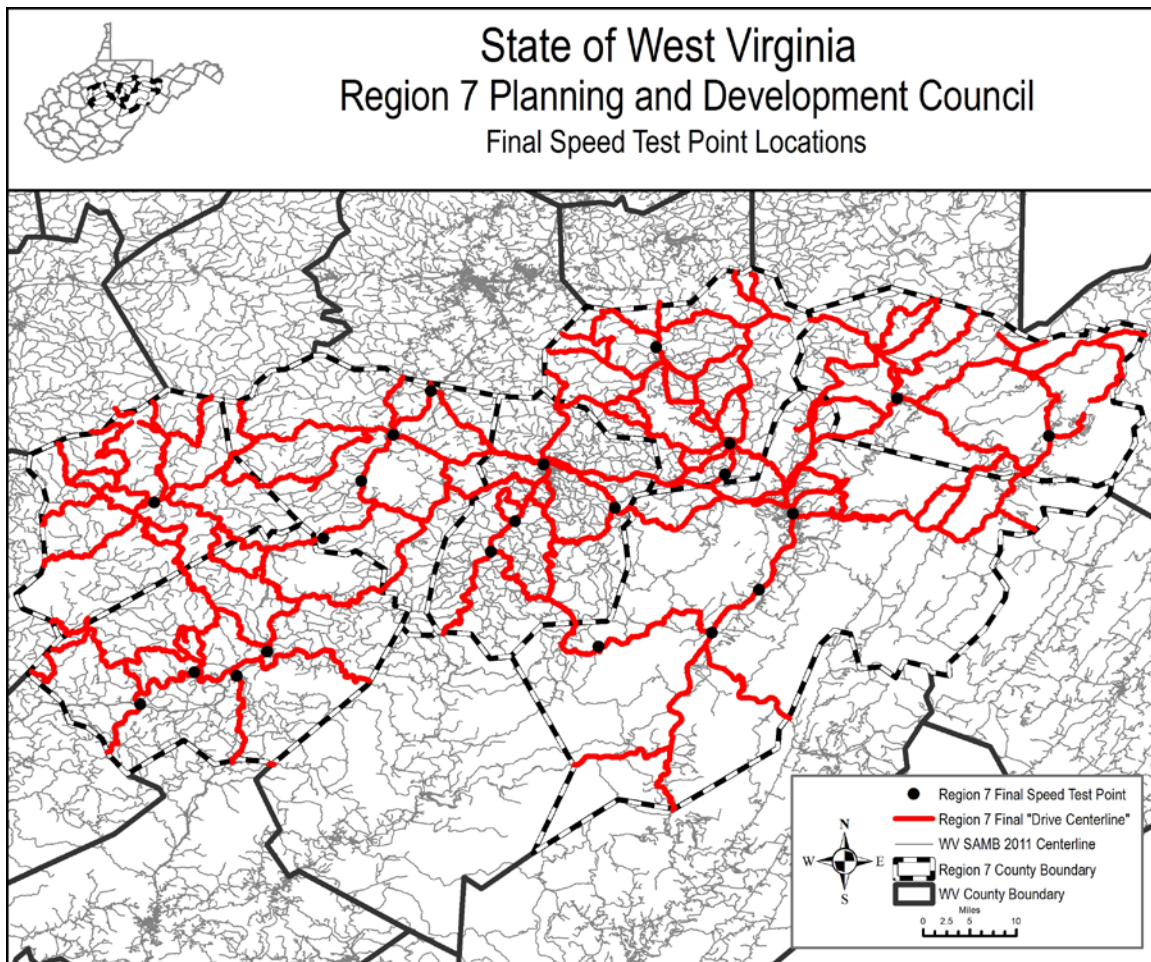 State of West Virginia
Region 7 Planning and Development Council
Final Speed Test Point Locations
N
W
E
S
Region 7 Final Speed Test Point
Region 7 Final "Drive Centerline"
WV SAMB 2011 Centerline
Region 7 County Boundary
WV County Boundary
Miles
0 2.5 5 10